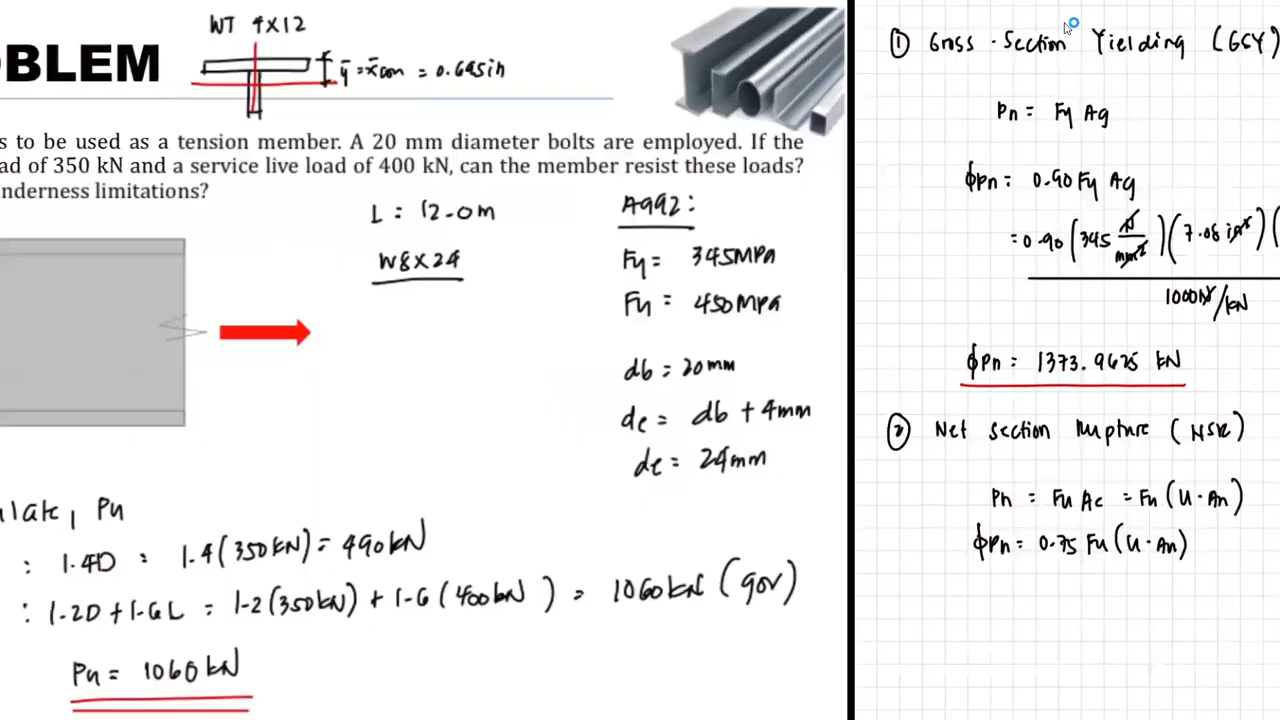 WT 4X12
OBLEM
ȳ = x̄con = 0.695in
s to be used as a tension member. A 20 mm diameter bolts are employed. If the
ad of 350 kN and a service live load of 400 kN, can the member resist these loads?
nderness limitations?
L = 12.0m
W8X24
A992:
Fy = 345MPa
Fu = 450MPa
db = 20mm
de = db + 4mm
de = 24mm
ulate, Pu
: 1.4D = 1.4(350kN) = 490kN
: 1.2D + 1.6L = 1.2(350kN) + 1.6(400kN) = 1060kN (gov)
Pu = 1060kN
① Gross-Section Yielding (GSY)
Pn = Fy Ag
ϕPn = 0.90 Fy Ag
= 0.90 (345 N/mm²) (7.08 in²) (
1000N/kN
ϕPn = 1373.9625 kN
② Net Section Rupture (NSR)
Pn = Fu Ae = Fu (U·An)
ϕPn = 0.75 Fu (U·An)